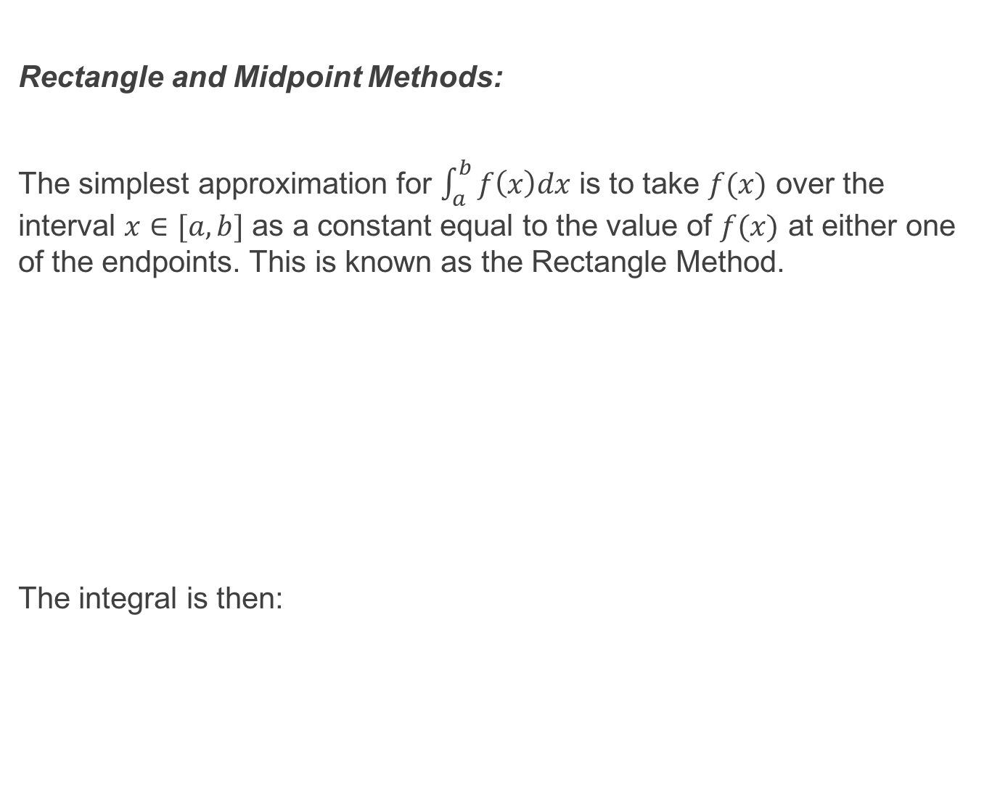 Rectangle and Midpoint Methods:
The simplest approximation for ∫ₐᵇ f(x)dx is to take f(x) over the
interval x ∈ [a, b] as a constant equal to the value of f(x) at either one
of the endpoints. This is known as the Rectangle Method.
The integral is then: